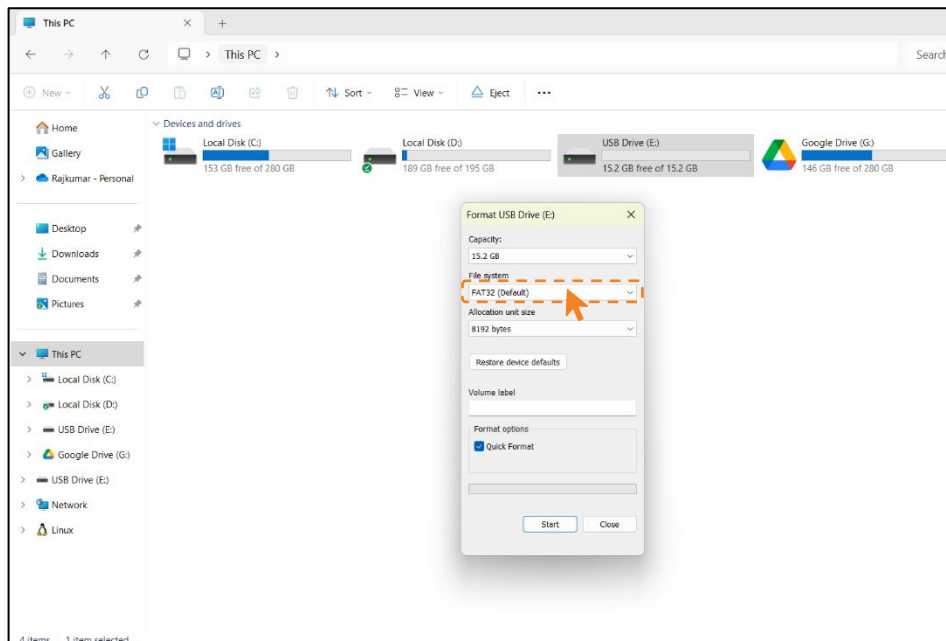 This PC
This PC
Search
New
Sort
View
Eject
Home
Gallery
Rajkumar - Personal
Desktop
Downloads
Documents
Pictures
This PC
Local Disk (C:)
Local Disk (D:)
USB Drive (E:)
Google Drive (G:)
USB Drive (E:)
Network
Linux
Devices and drives
Local Disk (C:)
153 GB free of 280 GB
Local Disk (D:)
189 GB free of 195 GB
USB Drive (E:)
15.2 GB free of 15.2 GB
Google Drive (G:)
146 GB free of 280 GB
Format USB Drive (E:)
Capacity:
15.2 GB
File system
FAT32 (Default)
Allocation unit size
8192 bytes
Restore device defaults
Volume label
Format options
Quick Format
Start
Close
4 items 1 item selected